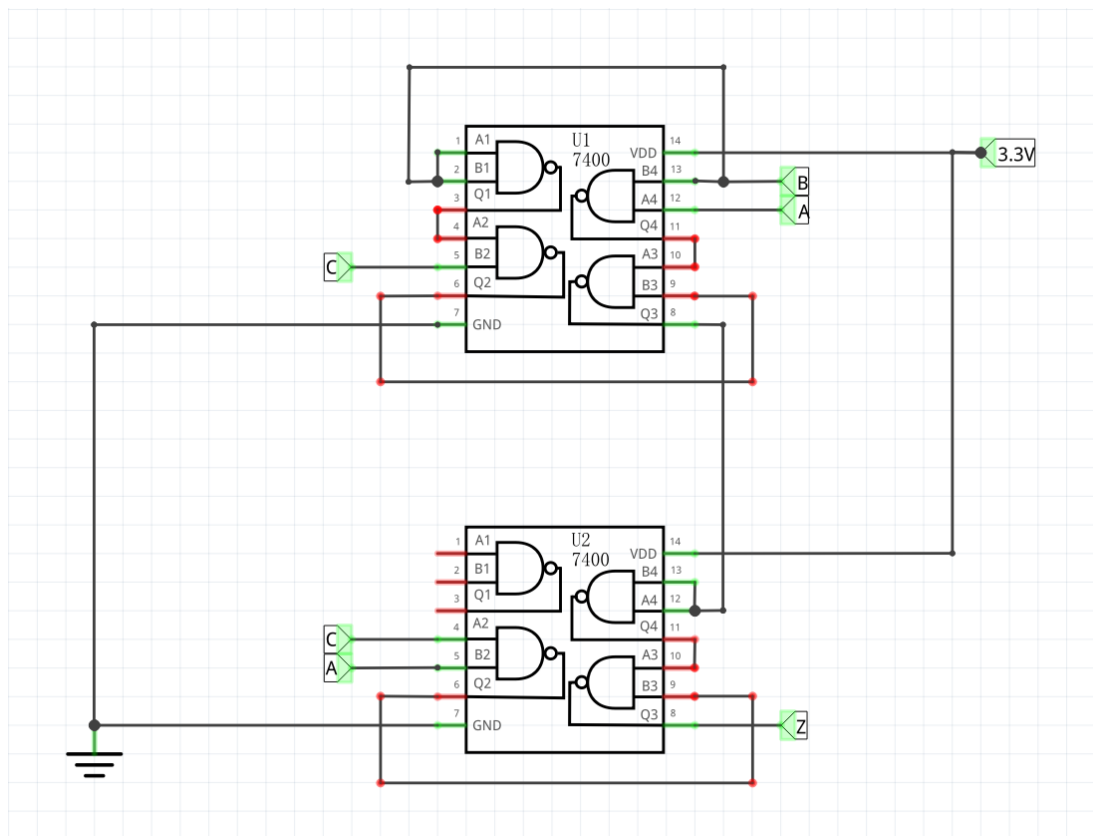 U1
7400
1 A1
2 B1
Q1
3
4 A2
5 B2
6 Q2
7 GND
VDD 14
B4 13
A4 12
Q4 11
A3 10
B3 9
Q3 8
3.3V
B
A
C
U2
7400
1 A1
2 B1
3 Q1
4 A2
5 B2
6 Q2
7 GND
VDD 14
B4 13
A4 12
Q4 11
A3 10
B3 9
Q3 8
C
A
Z